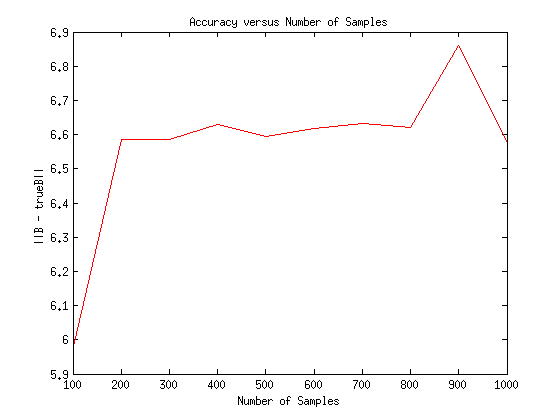 Accuracy versus Number of Samples
6.9
6.8
6.7
6.6
6.5
6.4
6.3
6.2
6.1
6
5.9
||B - trueB||
100 200 300 400 500 600 700 800 900 1000
Number of Samples